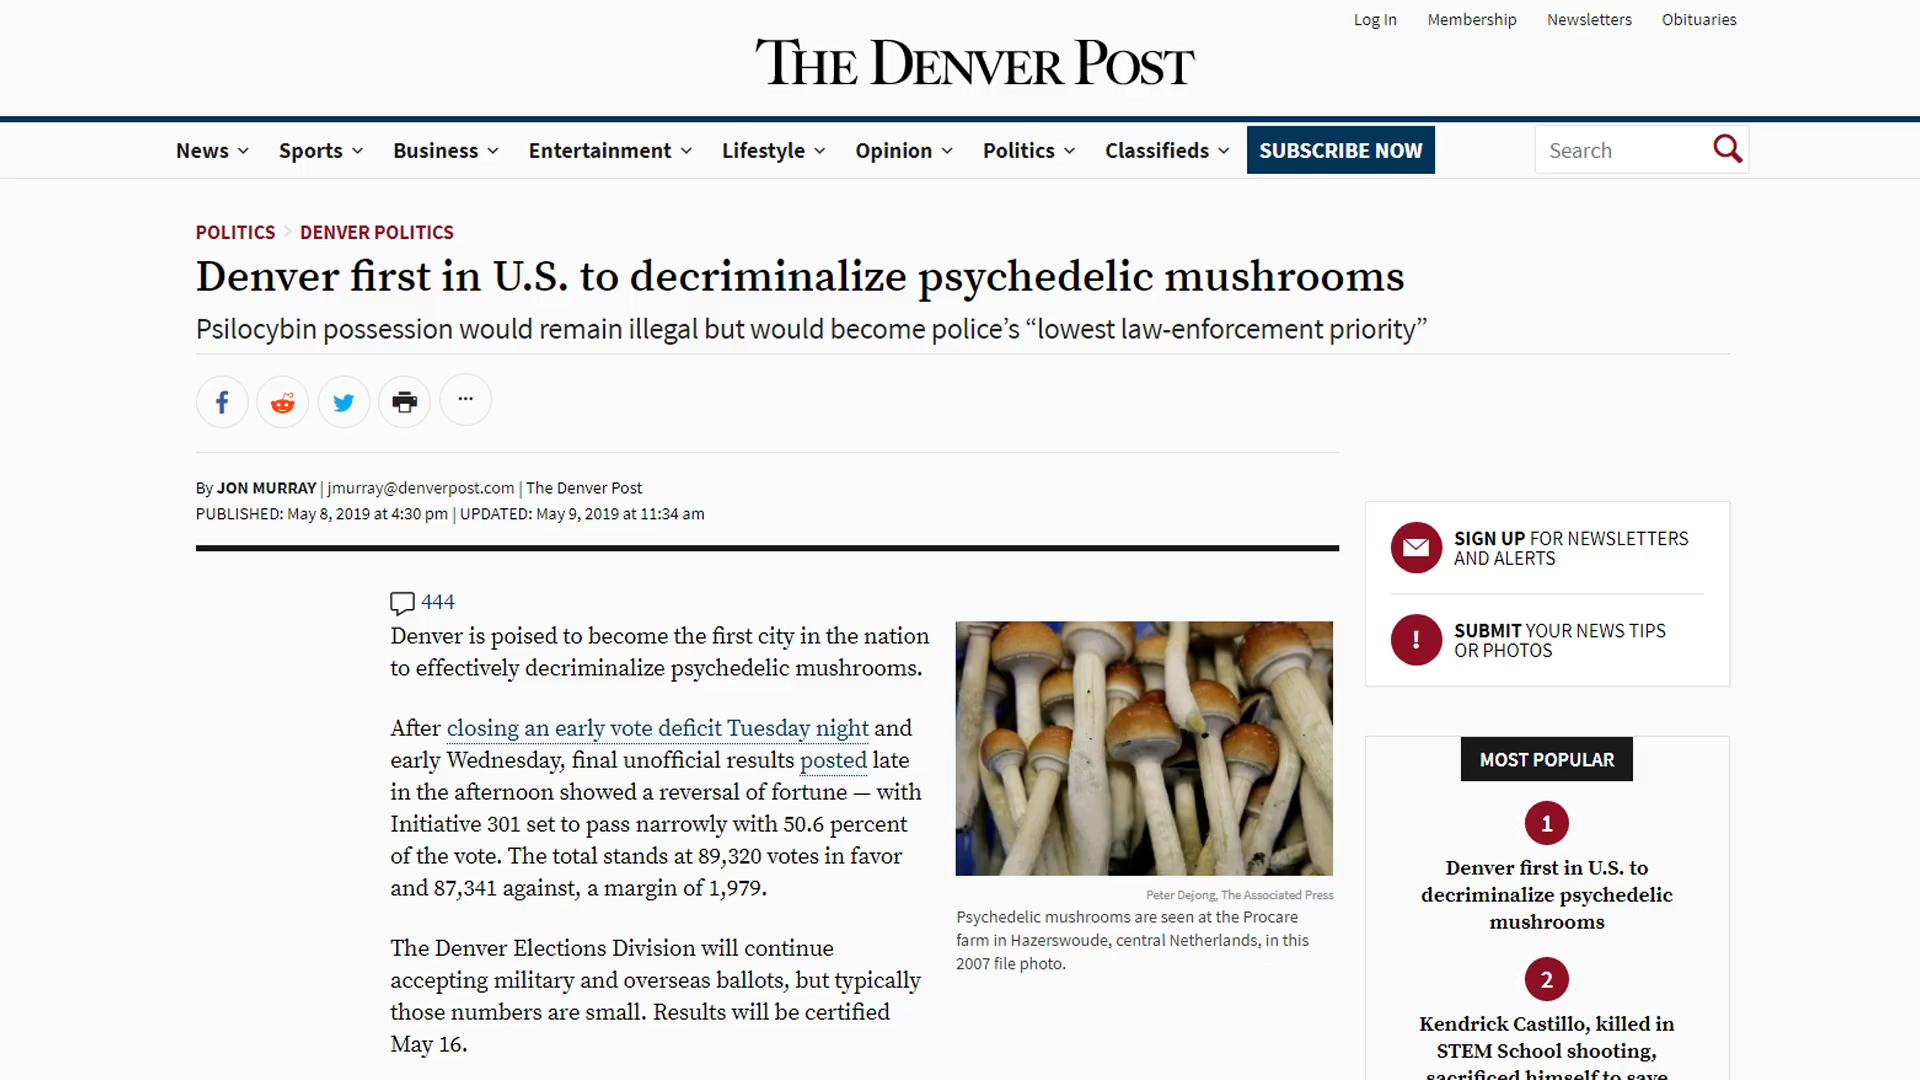 Log In Membership Newsletters Obituaries
THE DENVER POST
News Sports Business Entertainment Lifestyle Opinion Politics Classifieds SUBSCRIBE NOW Search
POLITICS > DENVER POLITICS
Denver first in U.S. to decriminalize psychedelic mushrooms
Psilocybin possession would remain illegal but would become police’s “lowest law-enforcement priority”
By JON MURRAY | jmurray@denverpost.com | The Denver Post
PUBLISHED: May 8, 2019 at 4:30 pm | UPDATED: May 9, 2019 at 11:34 am
444
Denver is poised to become the first city in the nation
to effectively decriminalize psychedelic mushrooms.
After closing an early vote deficit Tuesday night and
early Wednesday, final unofficial results posted late
in the afternoon showed a reversal of fortune — with
Initiative 301 set to pass narrowly with 50.6 percent
of the vote. The total stands at 89,320 votes in favor
and 87,341 against, a margin of 1,979.
The Denver Elections Division will continue
accepting military and overseas ballots, but typically
those numbers are small. Results will be certified
May 16.
Peter Dejong, The Associated Press
Psychedelic mushrooms are seen at the Procare
farm in Hazerswoude, central Netherlands, in this
2007 file photo.
SIGN UP FOR NEWSLETTERS
AND ALERTS
!
SUBMIT YOUR NEWS TIPS
OR PHOTOS
MOST POPULAR
1
Denver first in U.S. to
decriminalize psychedelic
mushrooms
2
Kendrick Castillo, killed in
STEM School shooting,
sacrificed himself to save